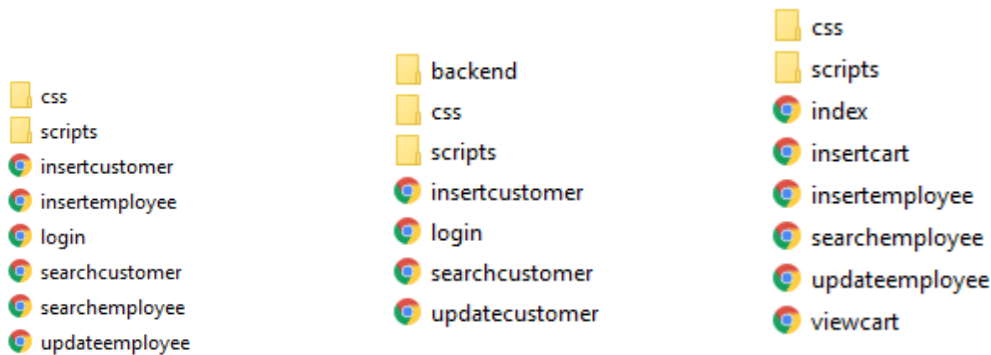 css
scripts
insertcustomer
insertemployee
login
searchcustomer
searchemployee
updateemployee
backend
css
scripts
insertcustomer
login
searchcustomer
updatecustomer
css
scripts
index
insertcart
insertemployee
searchemployee
updateemployee
viewcart